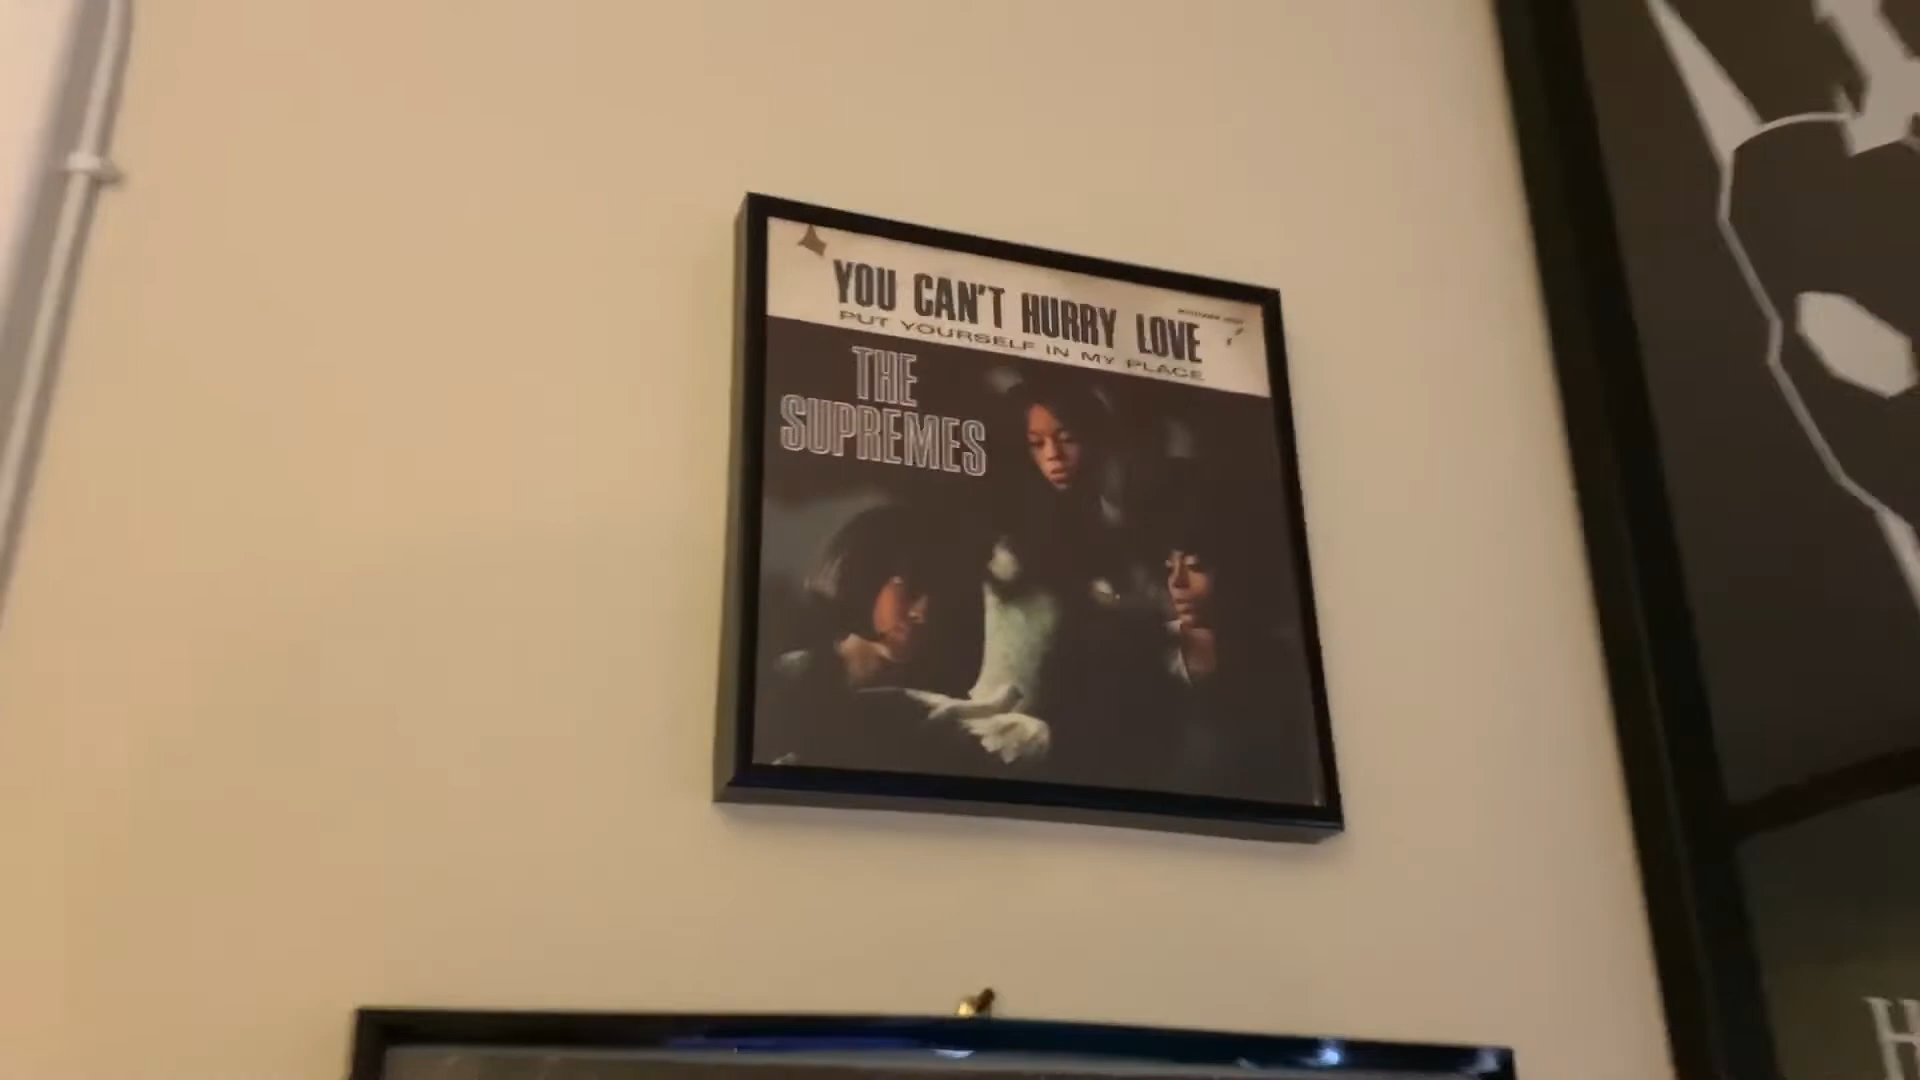 YOU CAN'T HURRY LOVE
PUT YOURSELF IN MY PLACE
THE
SUPREMES
H